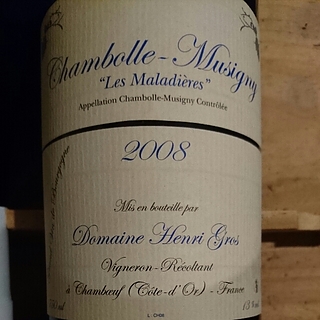 Chambolle-Musigny
"Les Maladières"
Appellation Chambolle-Musigny Contrôlée
2008
Mis en bouteille par
Domaine Henri Gros
Vigneron-Récoltant
à Chambœuf (Côte-d'Or) - France